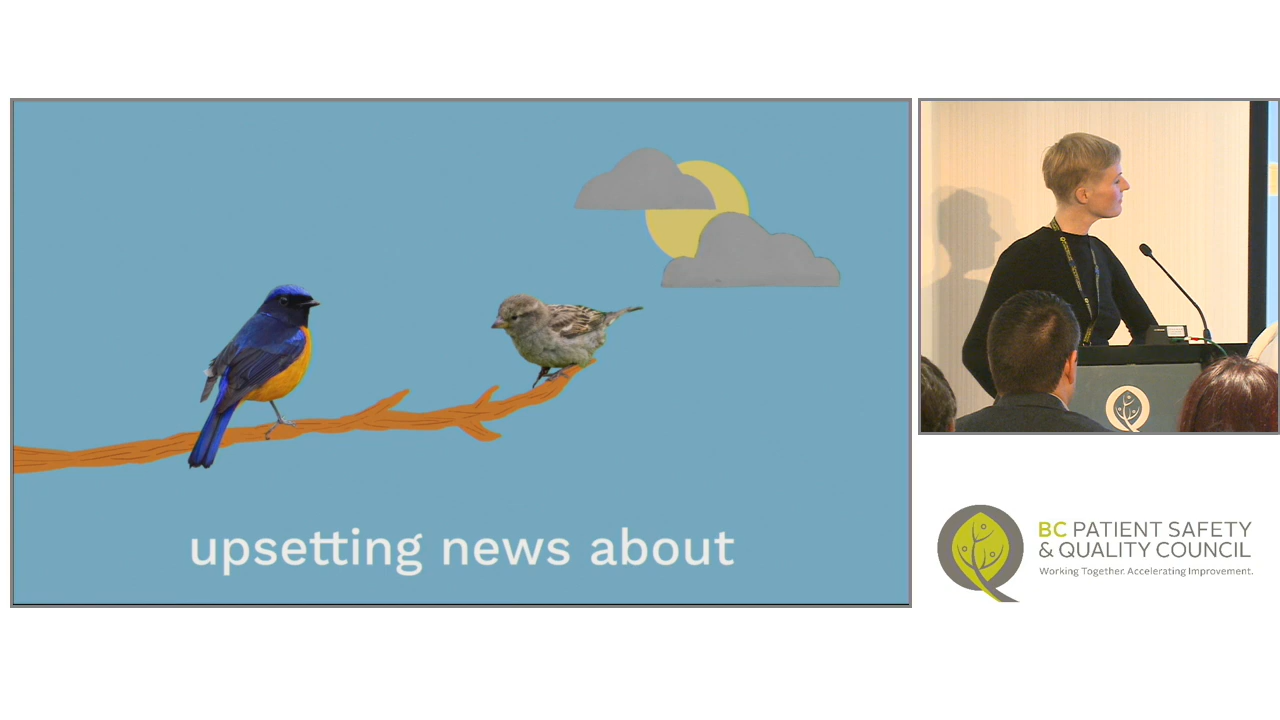 upsetting news about
BC PATIENT SAFETY
& QUALITY COUNCIL
Working Together. Accelerating Improvement.